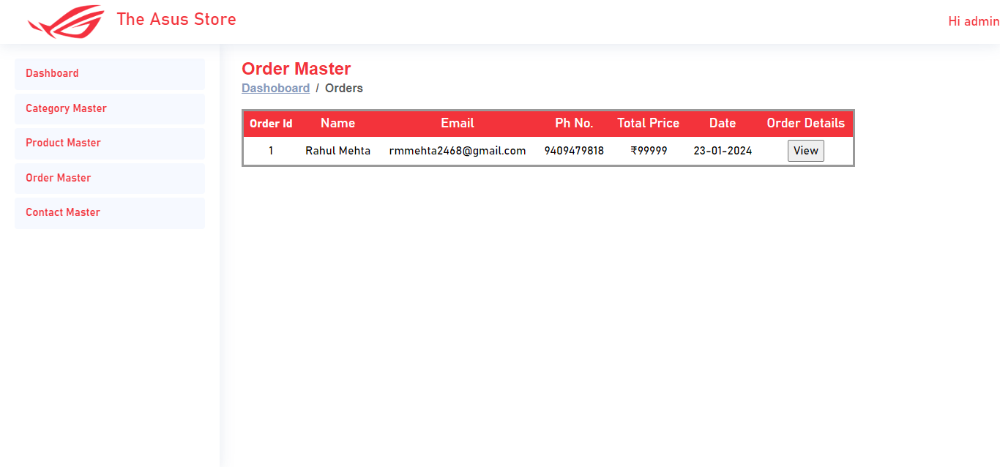 The Asus Store
Hi admin
Dashboard
Category Master
Product Master
Order Master
Contact Master
Order Master
Dashoboard / Orders
Order Id Name Email Ph No. Total Price Date Order Details
1 Rahul Mehta rmmehta2468@gmail.com 9409479818 ₹99999 23-01-2024 View